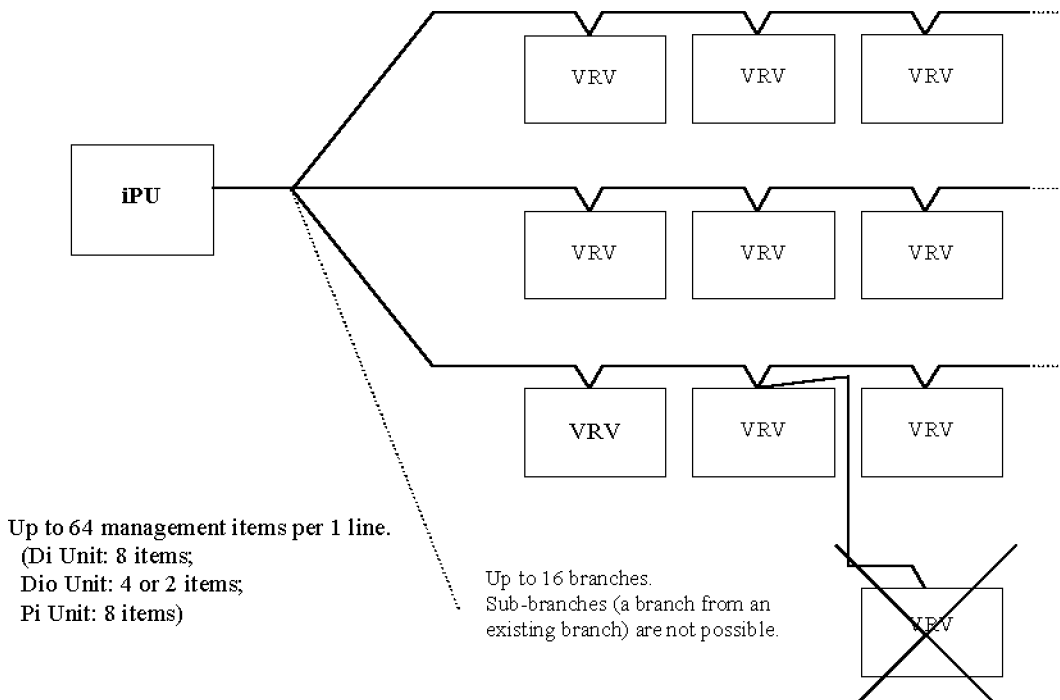 VRV VRV VRV
iPU
VRV VRV VRV
VRV VRV VRV
Up to 64 management items per 1 line.
(Di Unit: 8 items;
Dio Unit: 4 or 2 items;
Pi Unit: 8 items)
Up to 16 branches.
Sub-branches (a branch from an
existing branch) are not possible.
VRV